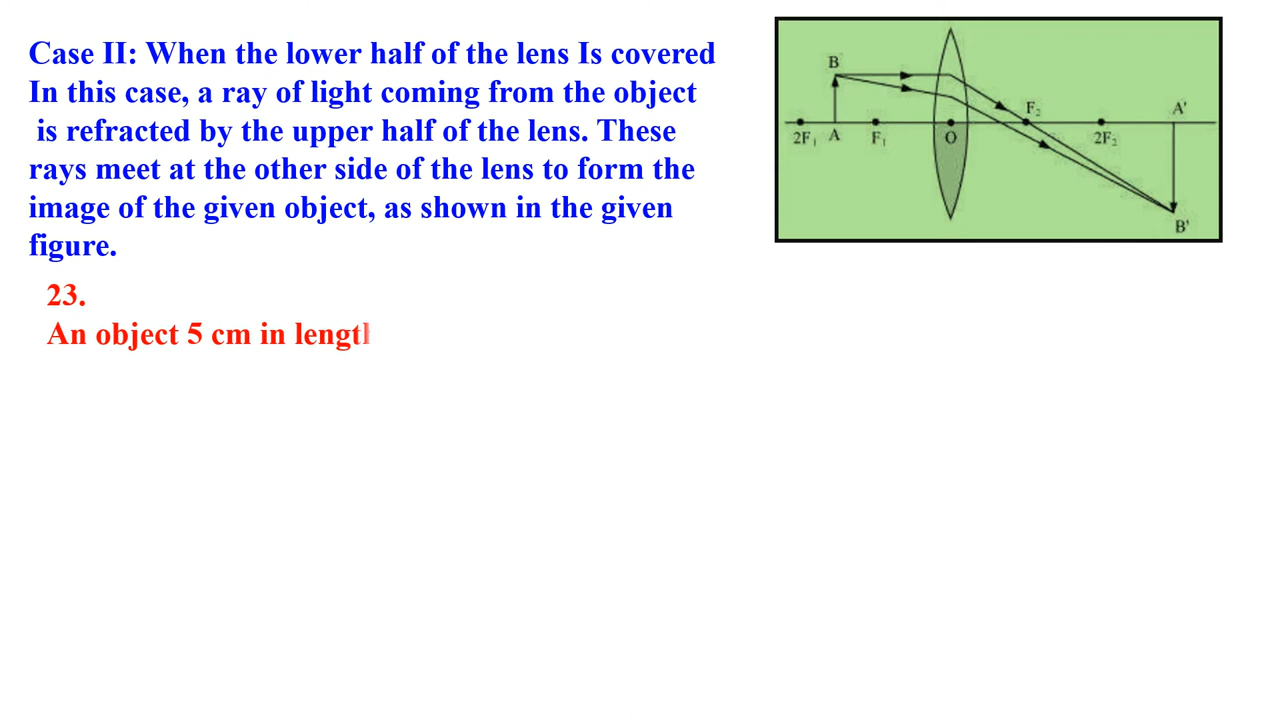 Case II: When the lower half of the lens Is covered
In this case, a ray of light coming from the object
is refracted by the upper half of the lens. These
rays meet at the other side of the lens to form the
image of the given object, as shown in the given
figure.
B
F₂
A'
2F₁ A F₁ O 2F₂
B'
23.
An object 5 cm in lengt